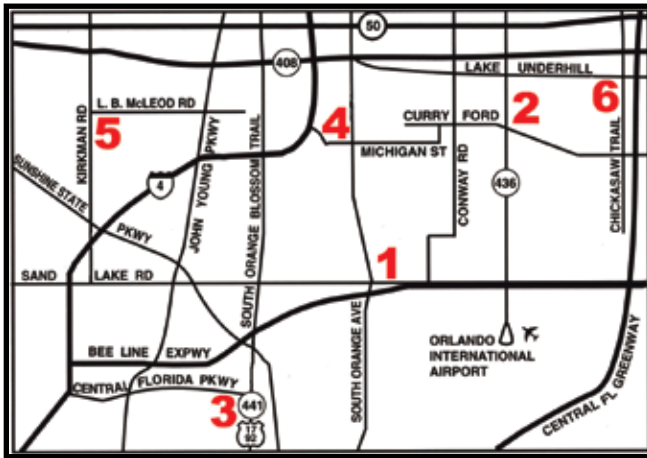 50
408
LAKE UNDERHILL
L. B. McLEOD RD
6
CURRY FORD
2
4
5
MICHIGAN ST
KIRKMAN RD
JOHN YOUNG PKWY
SOUTH ORANGE BLOSSOM TRAIL
CONWAY RD
CHICKASAW TRAIL
4
436
SUNSHINE STATE PKWY
1
SAND LAKE RD
BEE LINE EXPWY
ORLANDO
INTERNATIONAL
AIRPORT
SOUTH ORANGE AVE
CENTRAL FL GREENWAY
CENTRAL FLORIDA PKWY
3
441
17
92